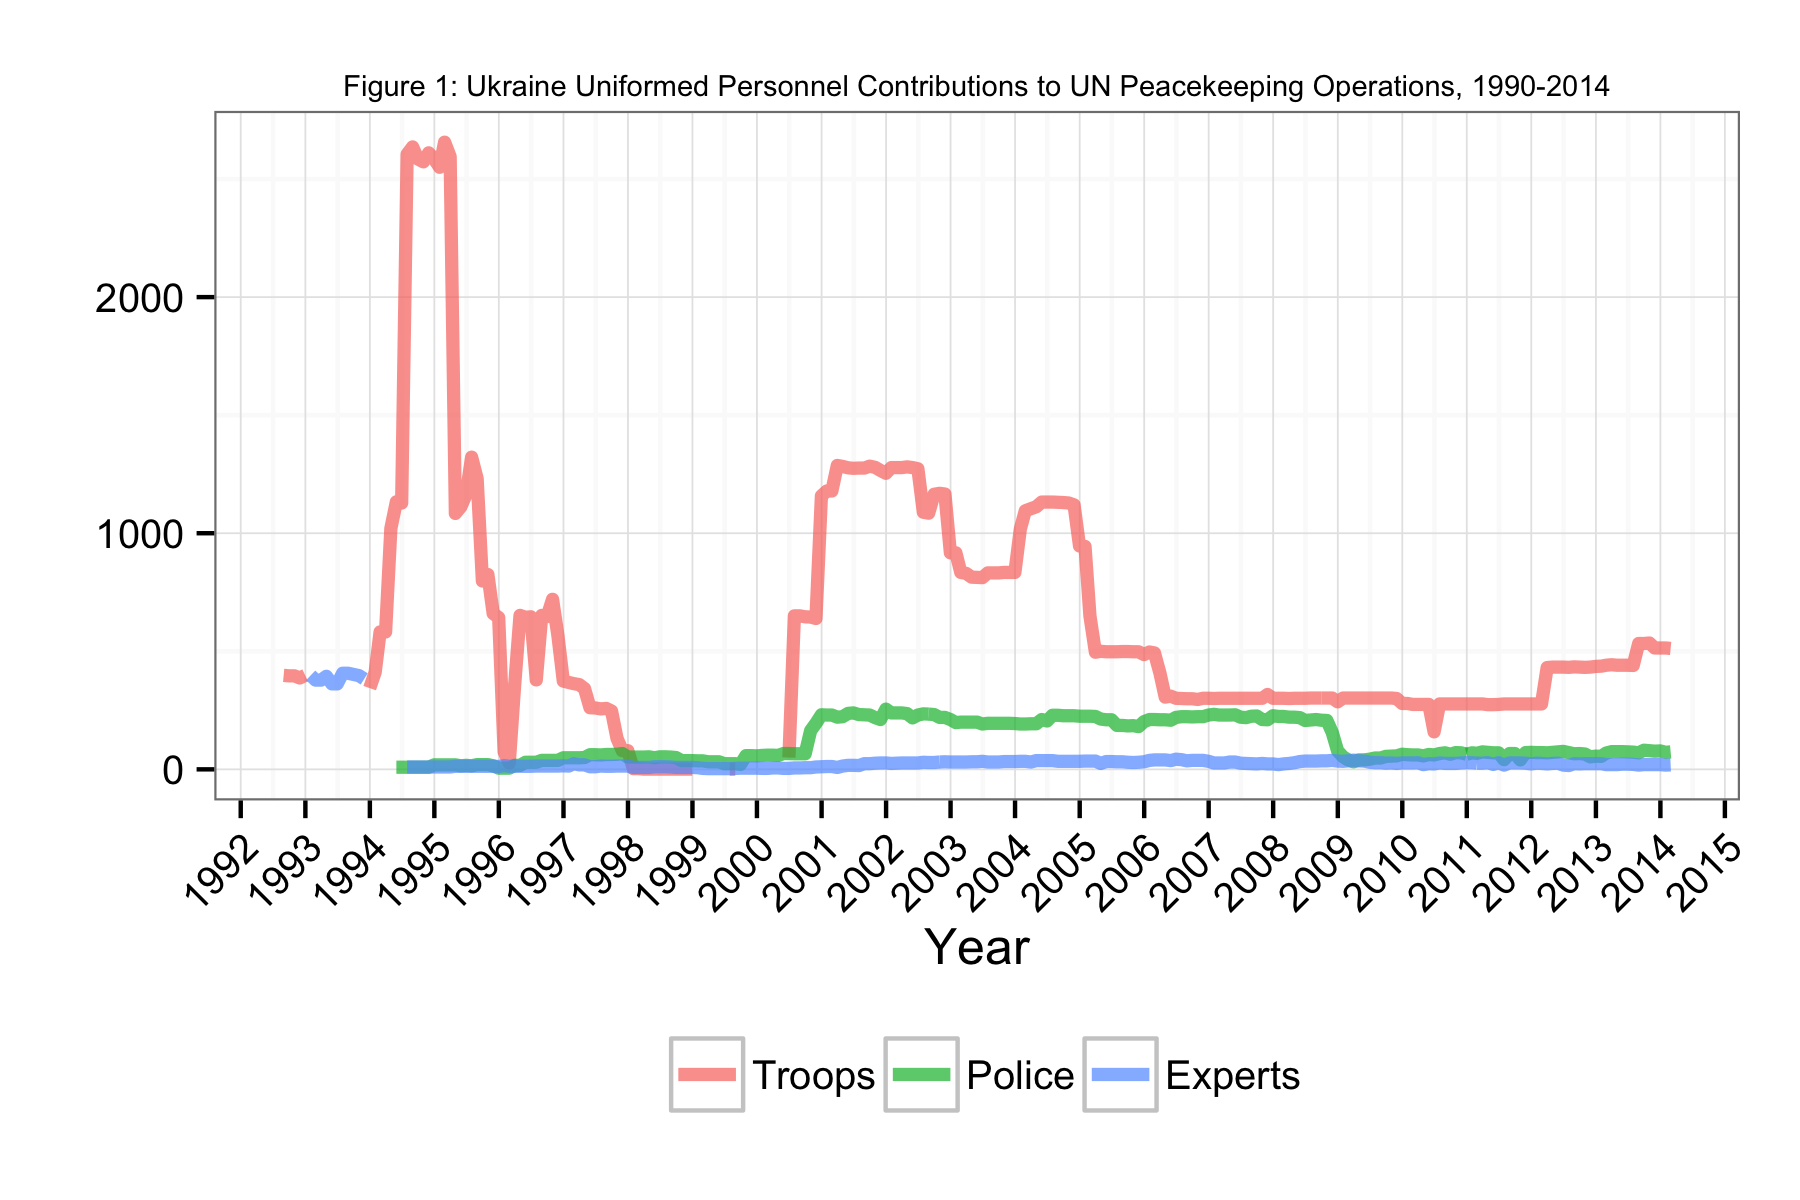 Figure 1: Ukraine Uniformed Personnel Contributions to UN Peacekeeping Operations, 1990-2014
2000
1000
0
1992 1993 1994 1995 1996 1997 1998 1999 2000 2001 2002 2003 2004 2005 2006 2007 2008 2009 2010 2011 2012 2013 2014 2015
Year
Troops Police Experts